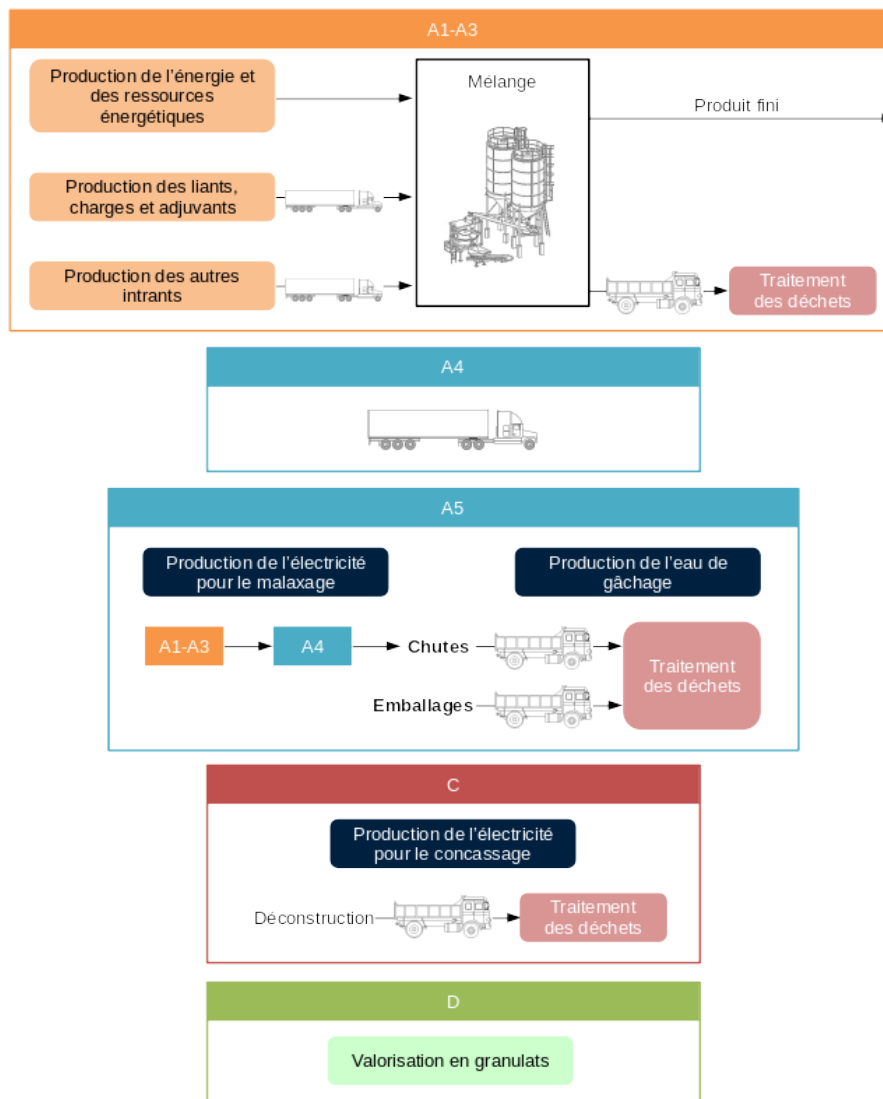 A1-A3
Production de l'énergie et
des ressources
énergétiques
Mélange
Produit fini
Production des liants,
charges et adjuvants
Production des autres
intrants
Traitement
des déchets
A4
A5
Production de l'électricité
pour le malaxage
Production de l'eau de
gâchage
A1-A3
A4
Chutes
Traitement
des déchets
Emballages
C
Production de l'électricité
pour le concassage
Déconstruction
Traitement
des déchets
D
Valorisation en granulats